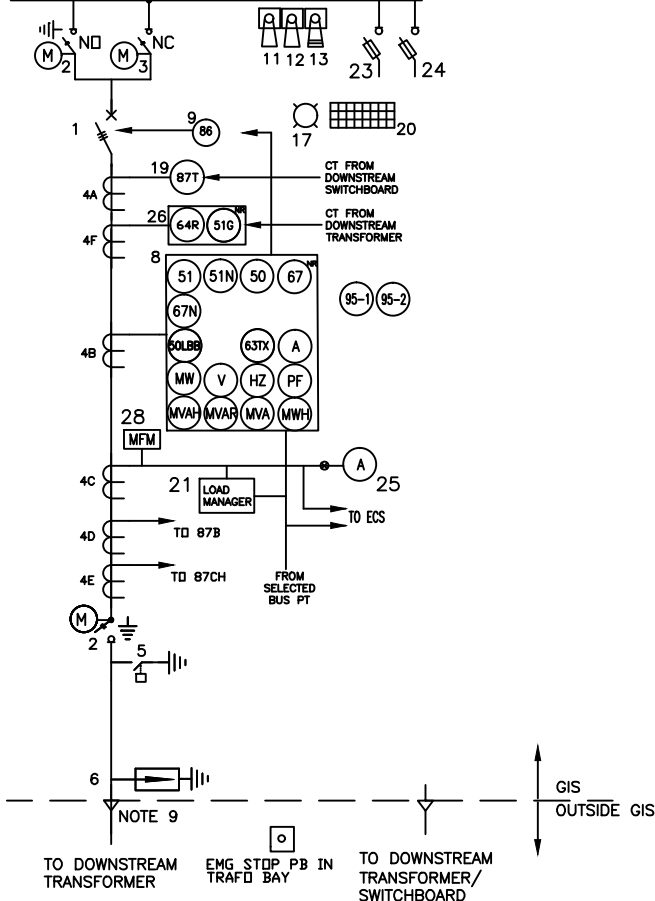 NO
NC
M
2
M
3
11
12
13
23
24
1
9
86
17
20
19
87T
CT FROM
DOWNSTREAM
SWITCHBOARD
4A
26
64R
51G
NR
CT FROM
DOWNSTREAM
TRANSFORMER
4F
8
51
51N
50
67
NR
95-1
95-2
67N
50LBB
63TX
A
4B
MW
V
HZ
PF
MVAH
MVAR
MVA
MWH
28
MFM
A
25
4C
21
LOAD
MANAGER
TO ECS
4D
TO 87B
4E
TO 87CH
FROM
SELECTED
BUS PT
M
2
5
6
GIS
OUTSIDE GIS
NOTE 9
TO DOWNSTREAM
TRANSFORMER
EMG STOP PB IN
TRAFO BAY
TO DOWNSTREAM
TRANSFORMER/
SWITCHBOARD